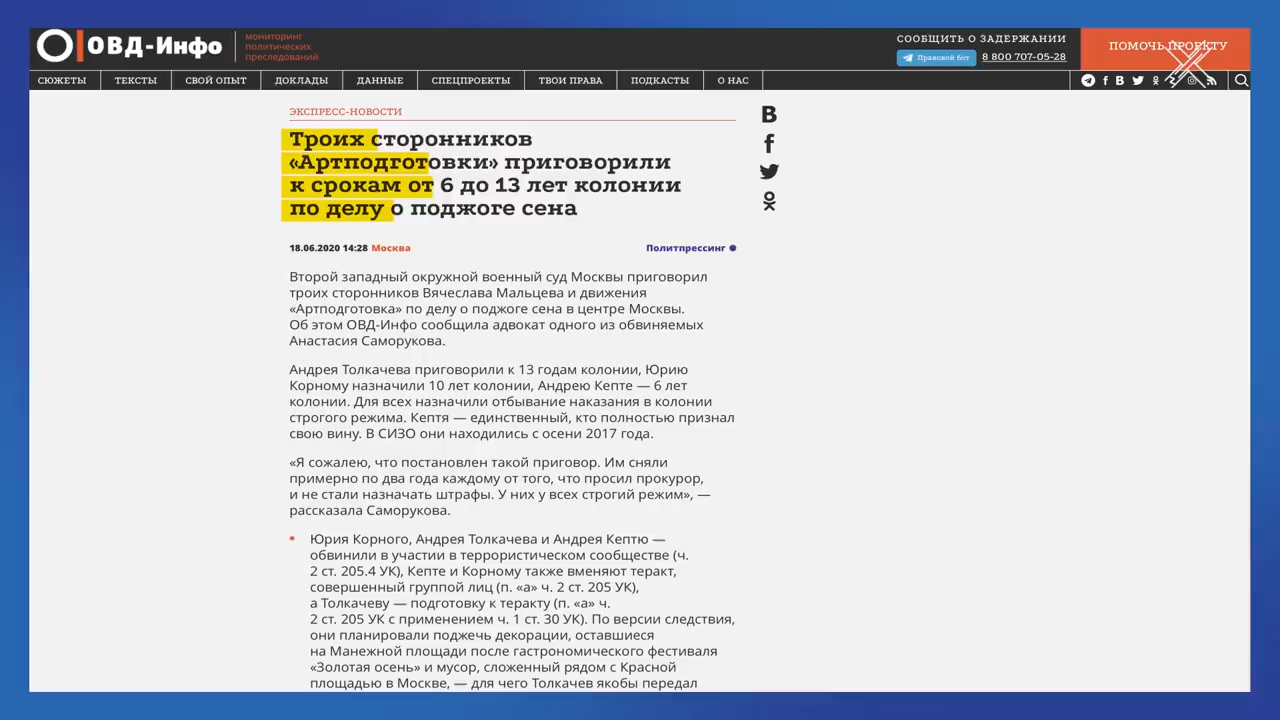 ОВД-Инфо
мониторинг
политических
преследований
СООБЩИТЬ О ЗАДЕРЖАНИИ
Правовой бот
8 800 707-05-28
ПОМОЧЬ ПРОЕКТУ
СЮЖЕТЫ
ТЕКСТЫ
СВОЙ ОПЫТ
ДОКЛАДЫ
ДАННЫЕ
СПЕЦПРОЕКТЫ
ТВОИ ПРАВА
ПОДКАСТЫ
О НАС
ЭКСПРЕСС-НОВОСТИ
Троих сторонников
«Артподготовки» приговорили
к срокам от 6 до 13 лет колонии
по делу о поджоге сена
18.06.2020 14:28 Москва
Политпрессинг
Второй западный окружной военный суд Москвы приговорил
троих сторонников Вячеслава Мальцева и движения
«Артподготовка» по делу о поджоге сена в центре Москвы.
Об этом ОВД-Инфо сообщила адвокат одного из обвиняемых
Анастасия Саморукова.
Андрея Толкачева приговорили к 13 годам колонии, Юрию
Корному назначили 10 лет колонии, Андрею Кепте — 6 лет
колонии. Для всех назначили отбывание наказания в колонии
строгого режима. Кептя — единственный, кто полностью признал
свою вину. В СИЗО они находились с осени 2017 года.
«Я сожалею, что постановлен такой приговор. Им сняли
примерно по два года каждому от того, что просил прокурор,
и не стали назначать штрафы. У них у всех строгий режим», —
рассказала Саморукова.
Юрия Корного, Андрея Толкачева и Андрея Кептю —
обвинили в участии в террористическом сообществе (ч.
2 ст. 205.4 УК), Кепте и Корному также вменяют теракт,
совершенный группой лиц (п. «а» ч. 2 ст. 205 УК),
а Толкачеву — подготовку к теракту (п. «а» ч.
2 ст. 205 УК с применением ч. 1 ст. 30 УК). По версии следствия,
они планировали поджечь декорации, оставшиеся
на Манежной площади после гастрономического фестиваля
«Золотая осень» и мусор, сложенный рядом с Красной
площадью в Москве, — для чего Толкачев якобы передал